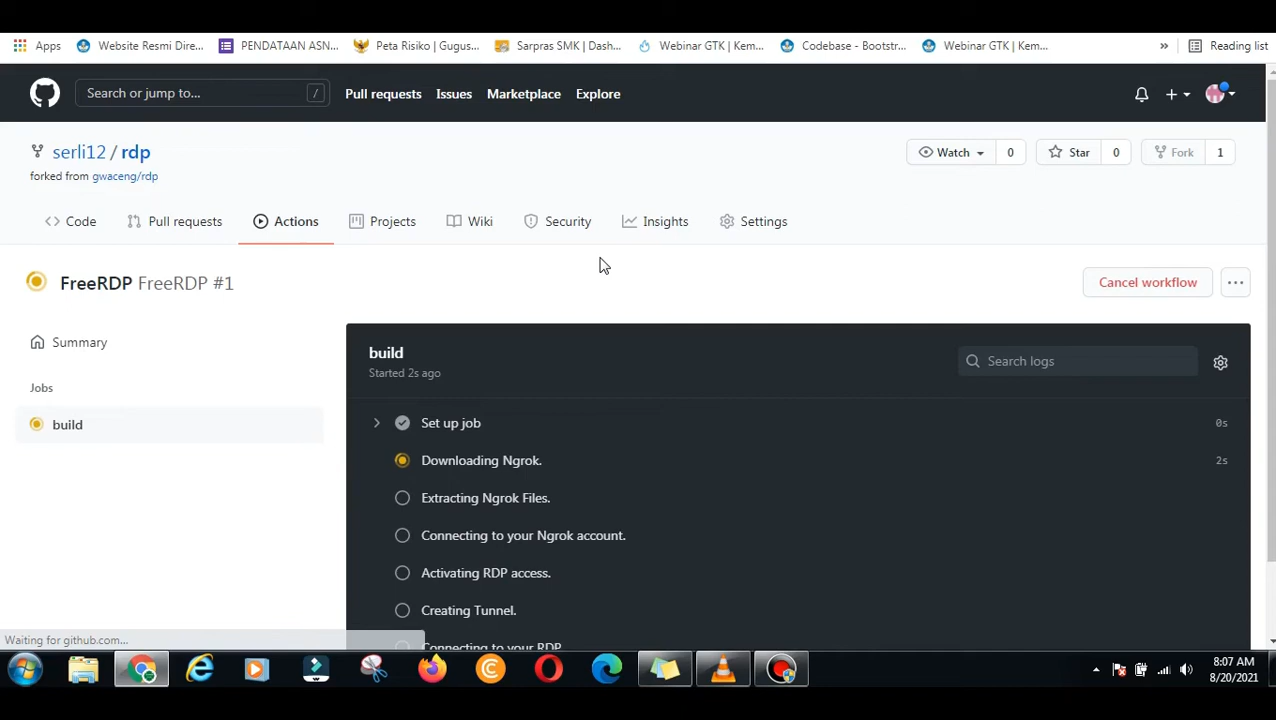 Apps Website Resmi Dire... PENDATAAN ASN... Peta Risiko | Gugus... Sarpras SMK | Dash... Webinar GTK | Kem... Codebase - Bootstr... Webinar GTK | Kem... » Reading list
Search or jump to... / Pull requests Issues Marketplace Explore
serli12 / rdp Watch 0 Star 0 Fork 1
forked from gwaceng/rdp
Code Pull requests Actions Projects Wiki Security Insights Settings
FreeRDP FreeRDP #1 Cancel workflow ...
Summary
Jobs
build
build
Started 2s ago
Search logs
Set up job 0s
Downloading Ngrok. 2s
Extracting Ngrok Files.
Connecting to your Ngrok account.
Activating RDP access.
Creating Tunnel.
Connecting to your RDP
Waiting for github.com...
8:07 AM
8/20/2021